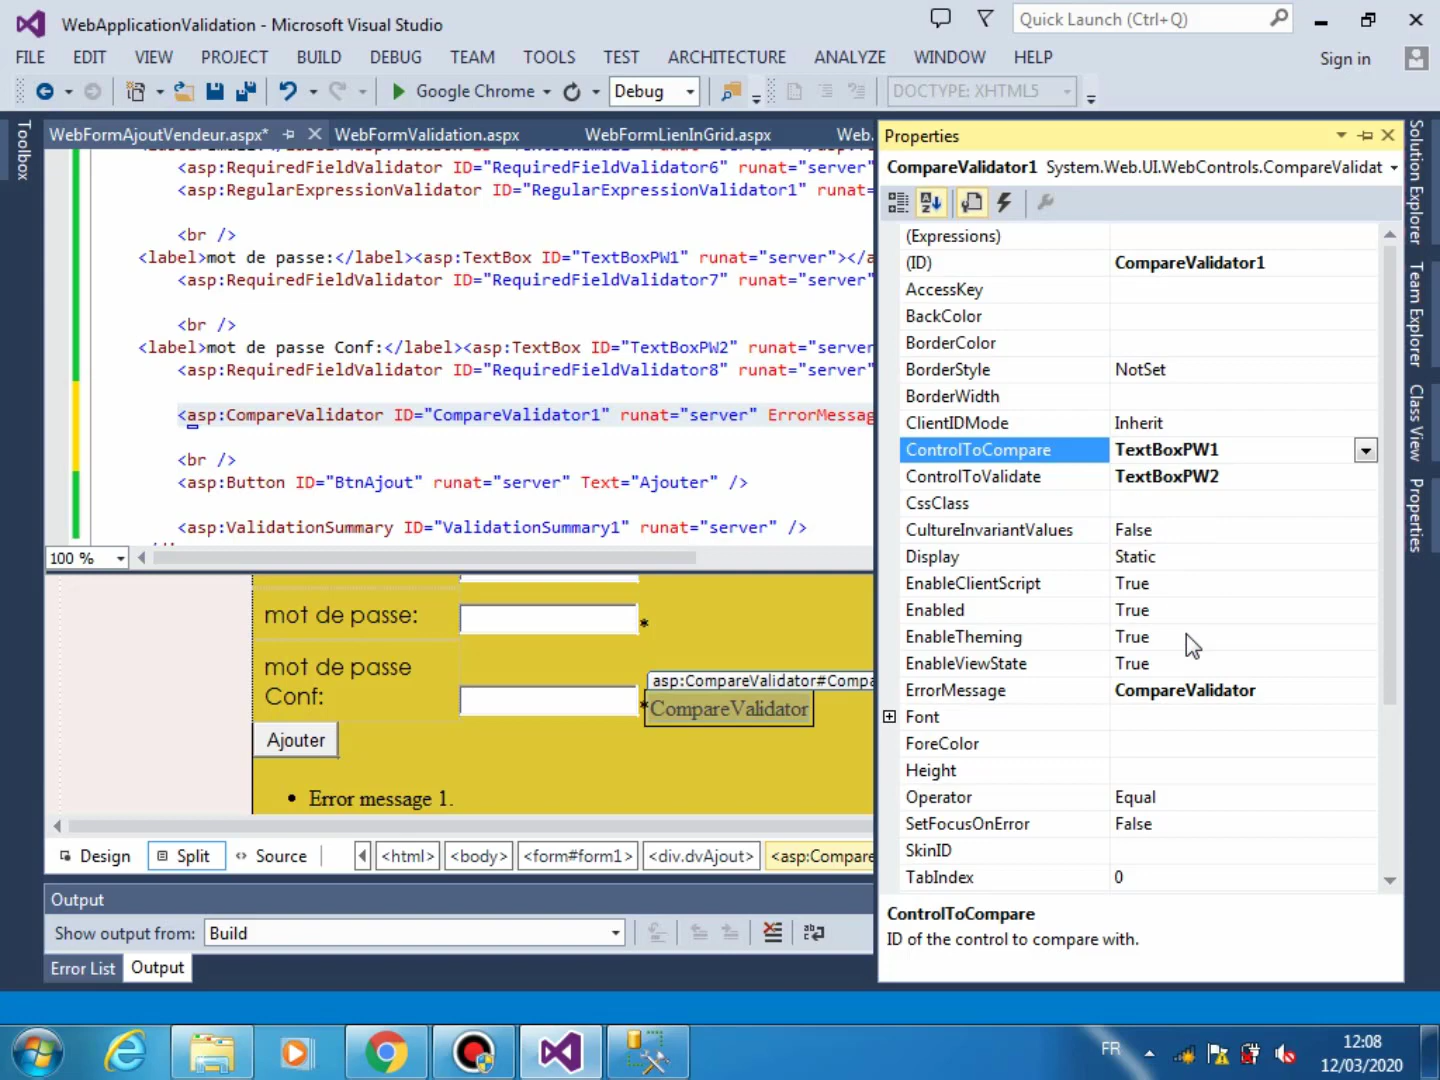 WebApplicationValidation - Microsoft Visual Studio
Quick Launch (Ctrl+Q)
FILE EDIT VIEW PROJECT BUILD DEBUG TEAM TOOLS TEST ARCHITECTURE ANALYZE WINDOW HELP
Sign in
Google Chrome
Debug
DOCTYPE: XHTML5
Toolbox
WebFormAjoutVendeur.aspx*
WebFormValidation.aspx
WebFormLienInGrid.aspx
Web.
<asp:RequiredFieldValidator ID="RequiredFieldValidator6" runat="server"
<asp:RegularExpressionValidator ID="RegularExpressionValidator1" runat=
<br />
<label>mot de passe:</label><asp:TextBox ID="TextBoxPW1" runat="server"></a
<asp:RequiredFieldValidator ID="RequiredFieldValidator7" runat="server"
<br />
<label>mot de passe Conf:</label><asp:TextBox ID="TextBoxPW2" runat="server
<asp:RequiredFieldValidator ID="RequiredFieldValidator8" runat="server"
<asp:CompareValidator ID="CompareValidator1" runat="server" ErrorMessag
<br />
<asp:Button ID="BtnAjout" runat="server" Text="Ajouter" />
<asp:ValidationSummary ID="ValidationSummary1" runat="server" />
100 %
mot de passe:
*
mot de passe
Conf:
asp:CompareValidator#Compa
*CompareValidator
Ajouter
• Error message 1.
Design
Split
Source
<html>
<body>
<form#form1>
<div.dvAjout>
<asp:Compare
Output
Show output from:
Build
Error List
Output
Properties
CompareValidator1 System.Web.UI.WebControls.CompareValidat
(Expressions)
(ID) CompareValidator1
AccessKey
BackColor
BorderColor
BorderStyle NotSet
BorderWidth
ClientIDMode Inherit
ControlToCompare TextBoxPW1
ControlToValidate TextBoxPW2
CssClass
CultureInvariantValues False
Display Static
EnableClientScript True
Enabled True
EnableTheming True
EnableViewState True
ErrorMessage CompareValidator
Font
ForeColor
Height
Operator Equal
SetFocusOnError False
SkinID
TabIndex 0
ControlToCompare
ID of the control to compare with.
Solution Explorer
Team Explorer
Class View
Properties
FR
12:08
12/03/2020